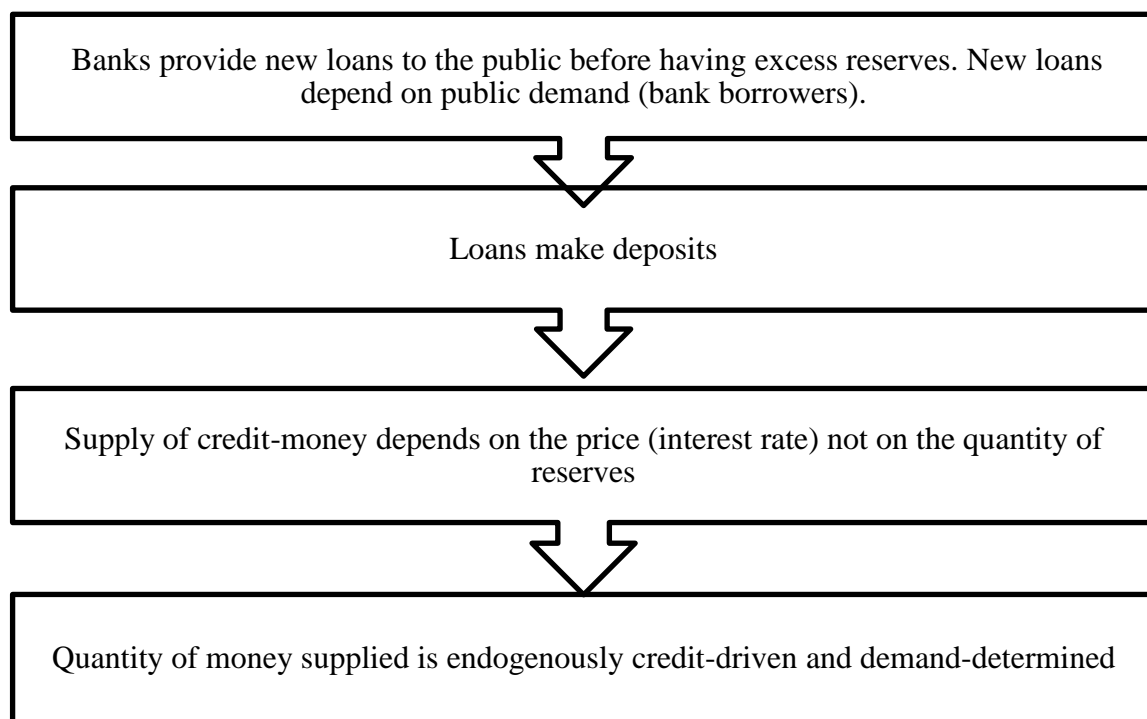 Banks provide new loans to the public before having excess reserves. New loans
depend on public demand (bank borrowers).
Loans make deposits
Supply of credit-money depends on the price (interest rate) not on the quantity of
reserves
Quantity of money supplied is endogenously credit-driven and demand-determined